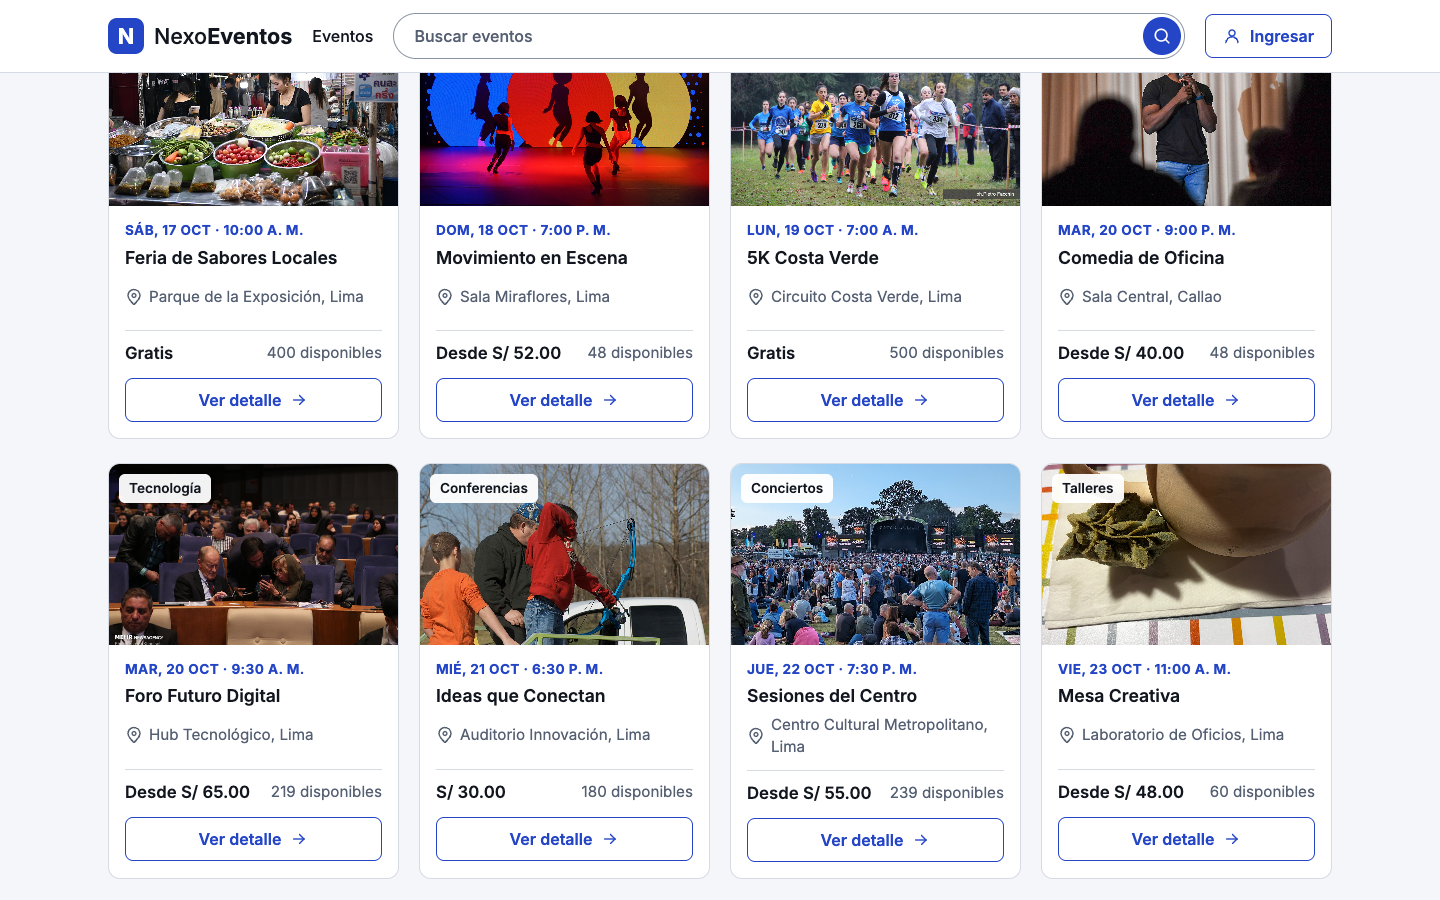 N NexoEventos Eventos Buscar eventos Ingresar
SÁB, 17 OCT · 10:00 A. M.
Feria de Sabores Locales
Parque de la Exposición, Lima
Gratis 400 disponibles
Ver detalle
DOM, 18 OCT · 7:00 P. M.
Movimiento en Escena
Sala Miraflores, Lima
Desde S/ 52.00 48 disponibles
Ver detalle
LUN, 19 OCT · 7:00 A. M.
5K Costa Verde
Circuito Costa Verde, Lima
Gratis 500 disponibles
Ver detalle
MAR, 20 OCT · 9:00 P. M.
Comedia de Oficina
Sala Central, Callao
Desde S/ 40.00 48 disponibles
Ver detalle
Tecnología
MAR, 20 OCT · 9:30 A. M.
Foro Futuro Digital
Hub Tecnológico, Lima
Desde S/ 65.00 219 disponibles
Ver detalle
Conferencias
MIÉ, 21 OCT · 6:30 P. M.
Ideas que Conectan
Auditorio Innovación, Lima
S/ 30.00 180 disponibles
Ver detalle
Conciertos
JUE, 22 OCT · 7:30 P. M.
Sesiones del Centro
Centro Cultural Metropolitano,
Lima
Desde S/ 55.00 239 disponibles
Ver detalle
Talleres
VIE, 23 OCT · 11:00 A. M.
Mesa Creativa
Laboratorio de Oficios, Lima
Desde S/ 48.00 60 disponibles
Ver detalle